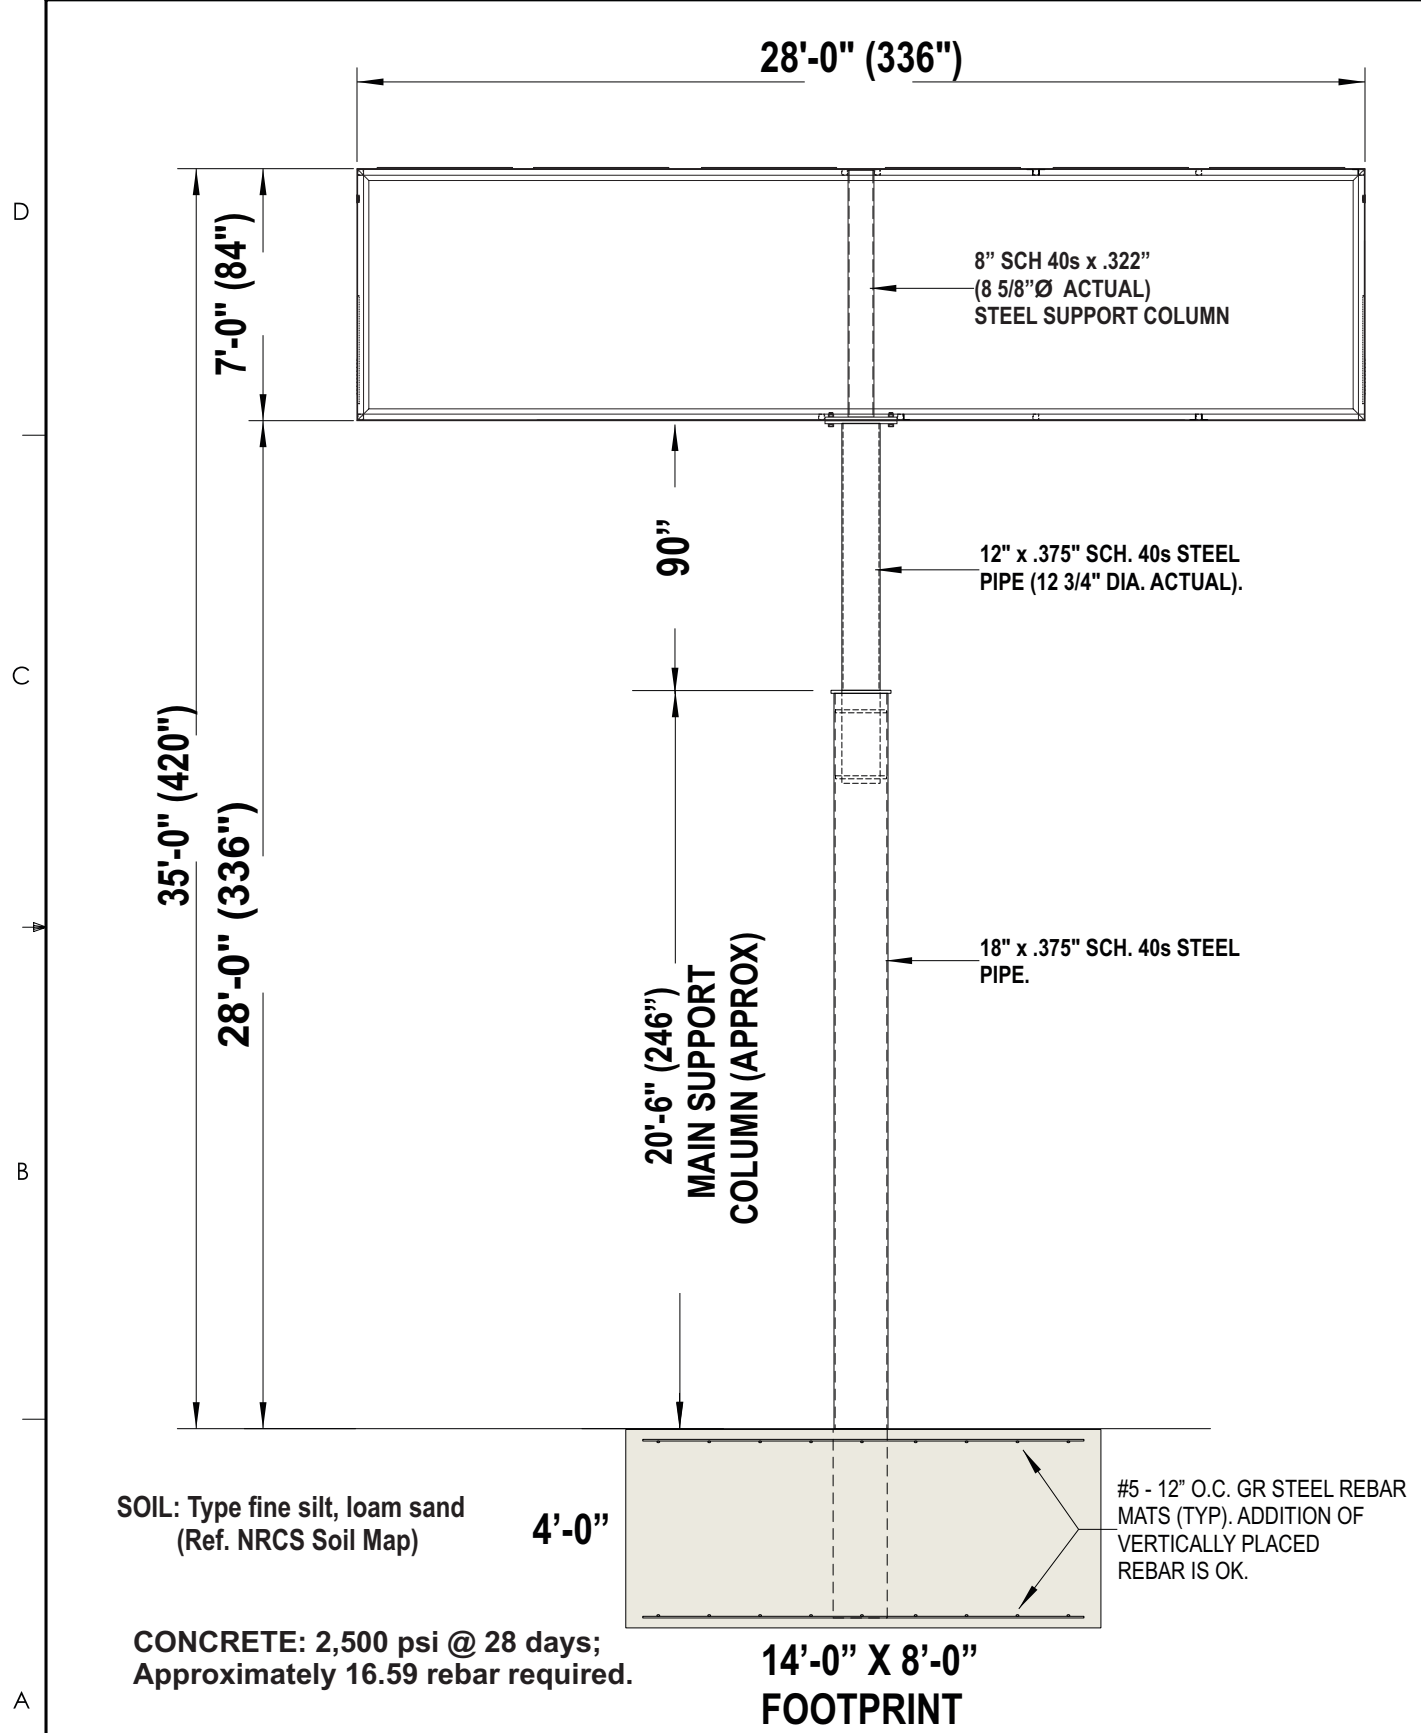 28'-0" (336")
D
7'-0" (84")
8” SCH 40s x .322”
(8 5/8”Ø ACTUAL)
STEEL SUPPORT COLUMN
90”
12" x .375" SCH. 40s STEEL
PIPE (12 3/4" DIA. ACTUAL).
C
35'-0" (420")
28'-0" (336")
20'-6" (246”)
MAIN SUPPORT
COLUMN (APPROX)
18" x .375" SCH. 40s STEEL
PIPE.
B
SOIL: Type fine silt, loam sand
(Ref. NRCS Soil Map)
4’-0”
#5 - 12” O.C. GR STEEL REBAR
MATS (TYP). ADDITION OF
VERTICALLY PLACED
REBAR IS OK.
CONCRETE: 2,500 psi @ 28 days;
Approximately 16.59 rebar required.
14’-0” X 8’-0”
FOOTPRINT
A